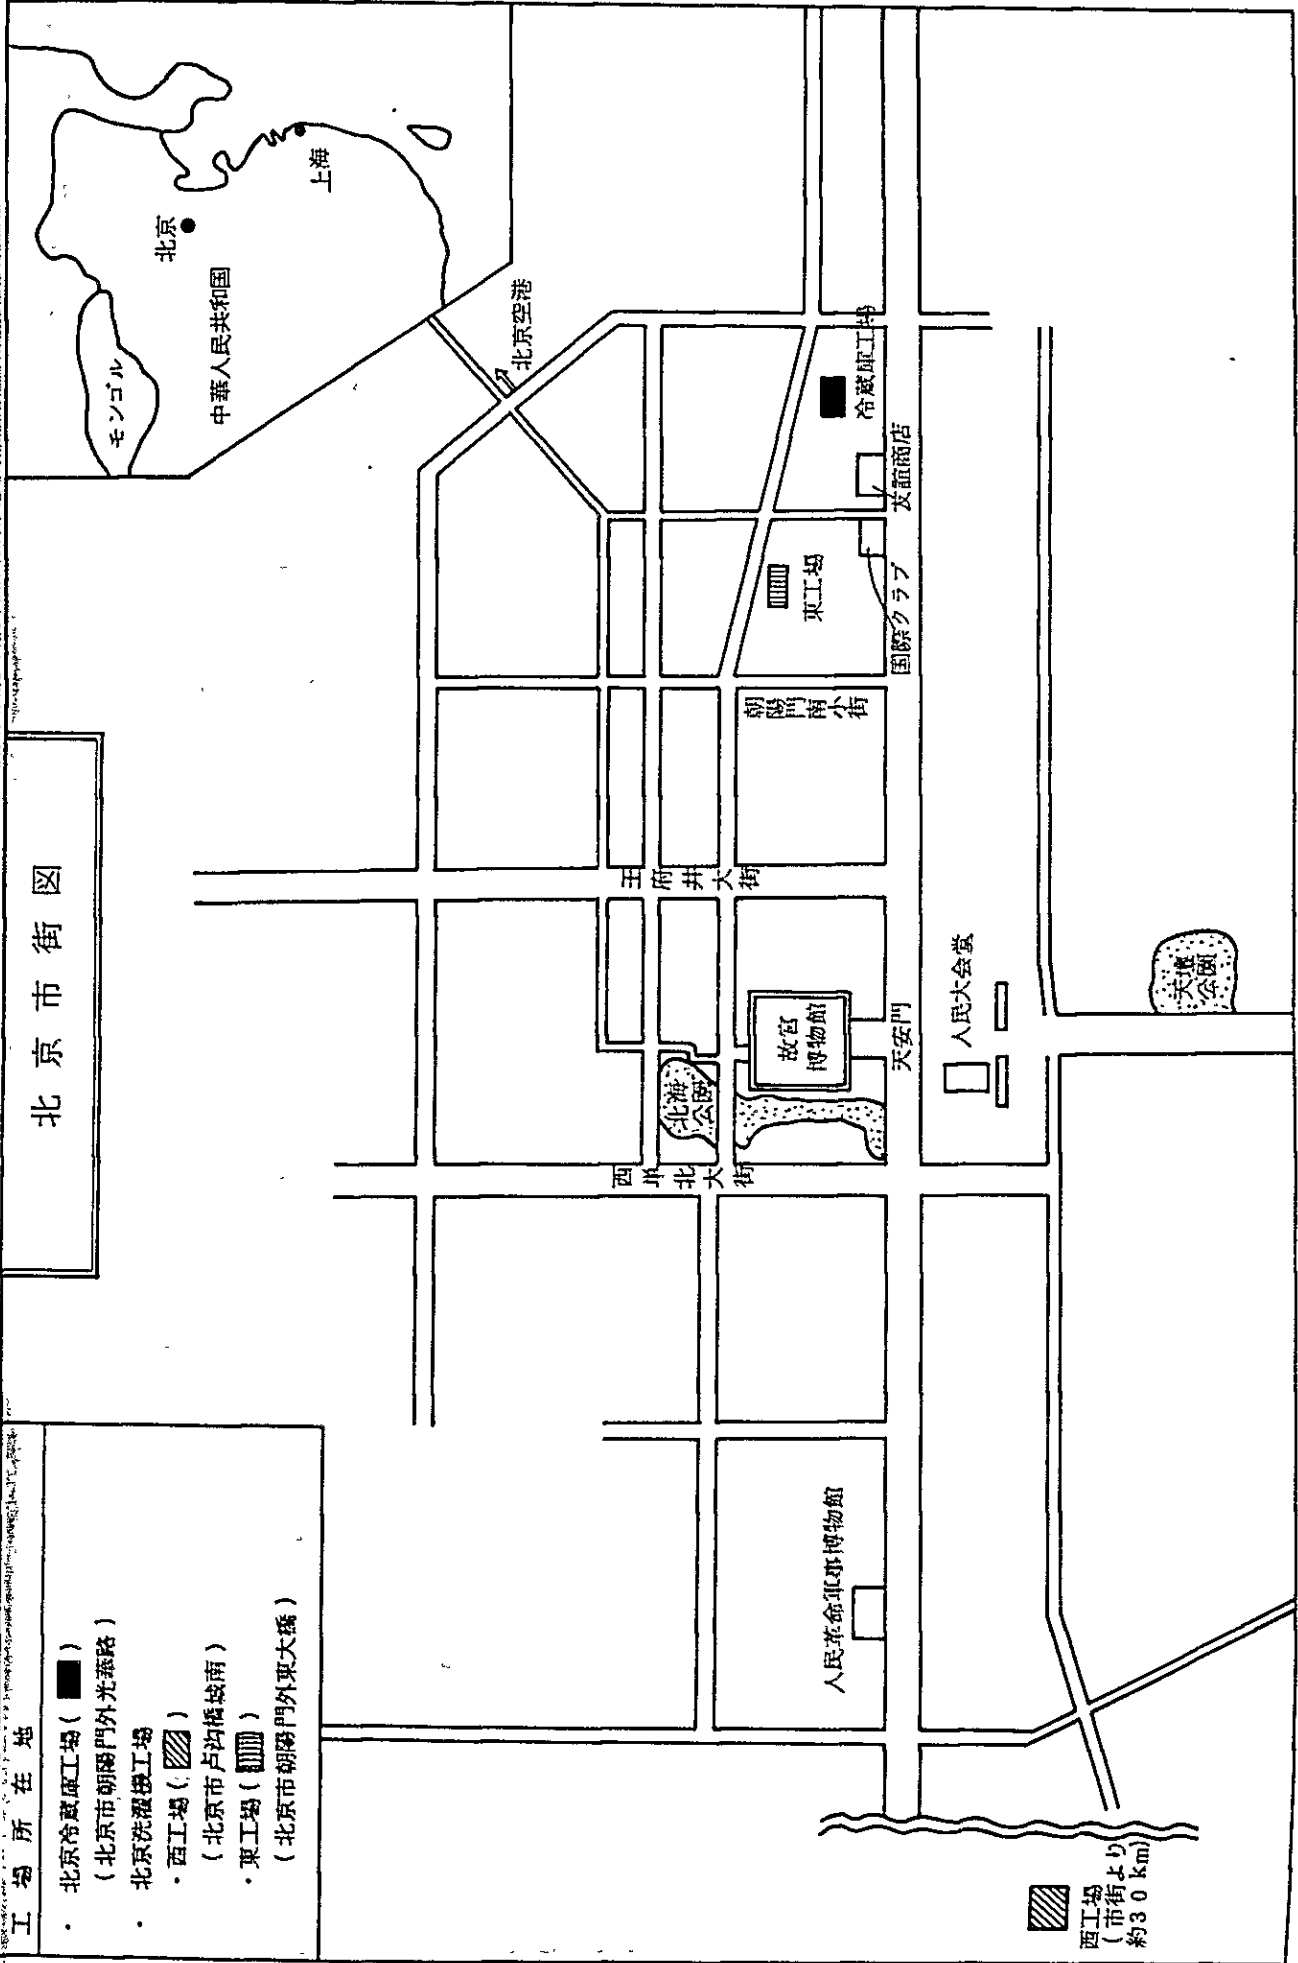 北京市街図
工場所在地
・北京冷蔵庫工場(■)
(北京市朝陽門外光華路)
・北京洗濯機工場
・西工場(▨)
(北京市卢沟橋城南)
・東工場(▥)
(北京市朝陽門外東大橋)
モンゴル
中華人民共和国
北京
上海
北京空港
冷蔵庫工場
友誼商店
東工場
国際クラブ
朝陽門南小街
王府井大街
北海
公園
故宮
博物館
天安門
人民大会堂
天壇
公園
西単北大街
人民革命軍事博物館
西工場
(市街より
約30km)